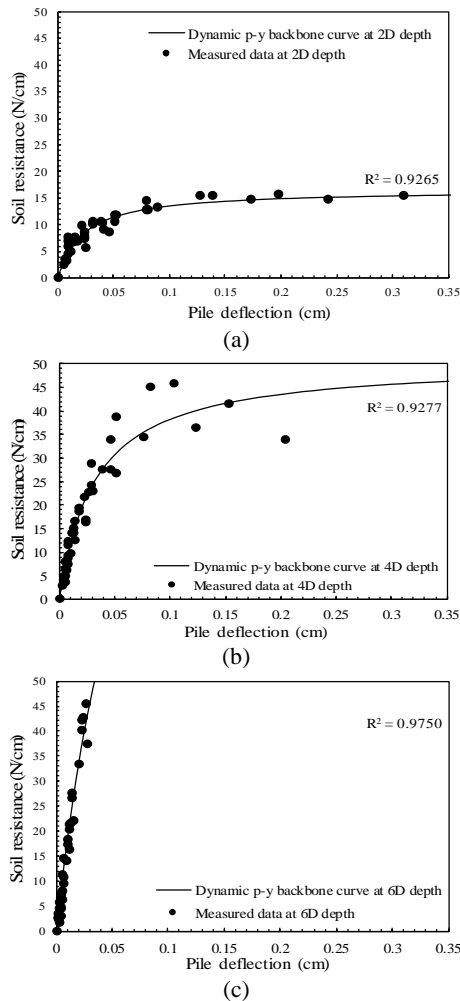 50
45
40
35
30
25
20
15
10
5
0
Soil resistance (N/cm)
Dynamic p-y backbone curve at 2D depth
Measured data at 2D depth
R² = 0.9265
0 0.05 0.1 0.15 0.2 0.25 0.3 0.35
Pile deflection (cm)
(a)
50
45
40
35
30
25
20
15
10
5
0
Soil resistance (N/cm)
R² = 0.9277
Dynamic p-y backbone curve at 4D depth
Measured data at 4D depth
0 0.05 0.1 0.15 0.2 0.25 0.3 0.35
Pile deflection (cm)
(b)
50
45
40
35
30
25
20
15
10
5
0
Soil resistance (N/cm)
R² = 0.9750
Dynamic p-y backbone curve at 6D depth
Measured data at 6D depth
0 0.05 0.1 0.15 0.2 0.25 0.3 0.35
Pile deflection (cm)
(c)